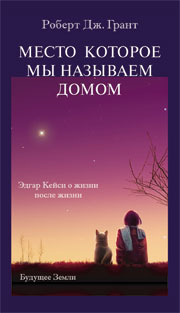 Роберт Дж. Грант
МЕСТО КОТОРОЕ
МЫ НАЗЫВАЕМ
ДОМОМ
Эдгар Кейси о жизни
после жизни
Будущее Земли